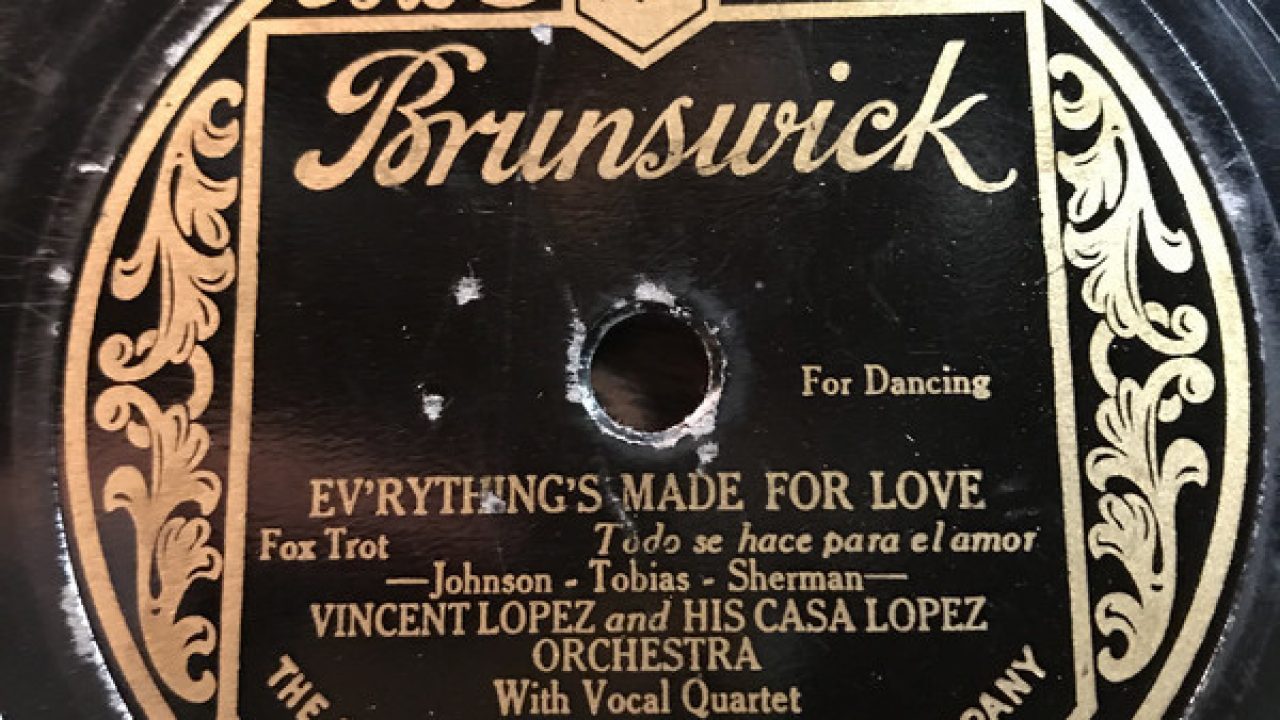 Brunswick
For Dancing
EV'RYTHING'S MADE FOR LOVE
Fox Trot Todo se hace para el amor
—Johnson - Tobias - Sherman—
VINCENT LOPEZ and HIS CASA LOPEZ
ORCHESTRA
With Vocal Quartet
THE